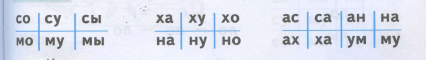 со су сы ха ху хо ас са ан на
мо му мы на ну но ах ха ум му